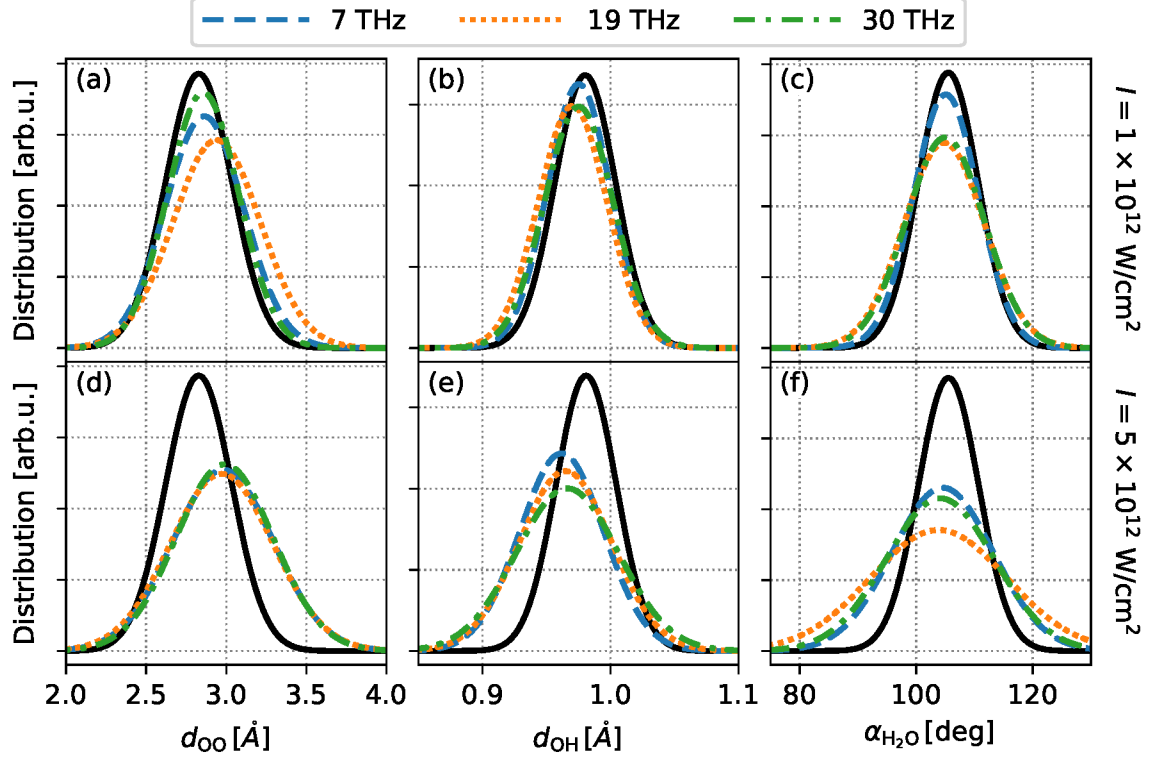 7 THz 19 THz 30 THz
(a) (b) (c)
Distribution [arb.u.]
I = 1 × 10¹² W/cm²
(d) (e) (f)
Distribution [arb.u.]
I = 5 × 10¹² W/cm²
2.0 2.5 3.0 3.5 4.0 0.9 1.0 1.1 80 100 120
d_OO [Å] d_OH [Å] α_H₂O [deg]